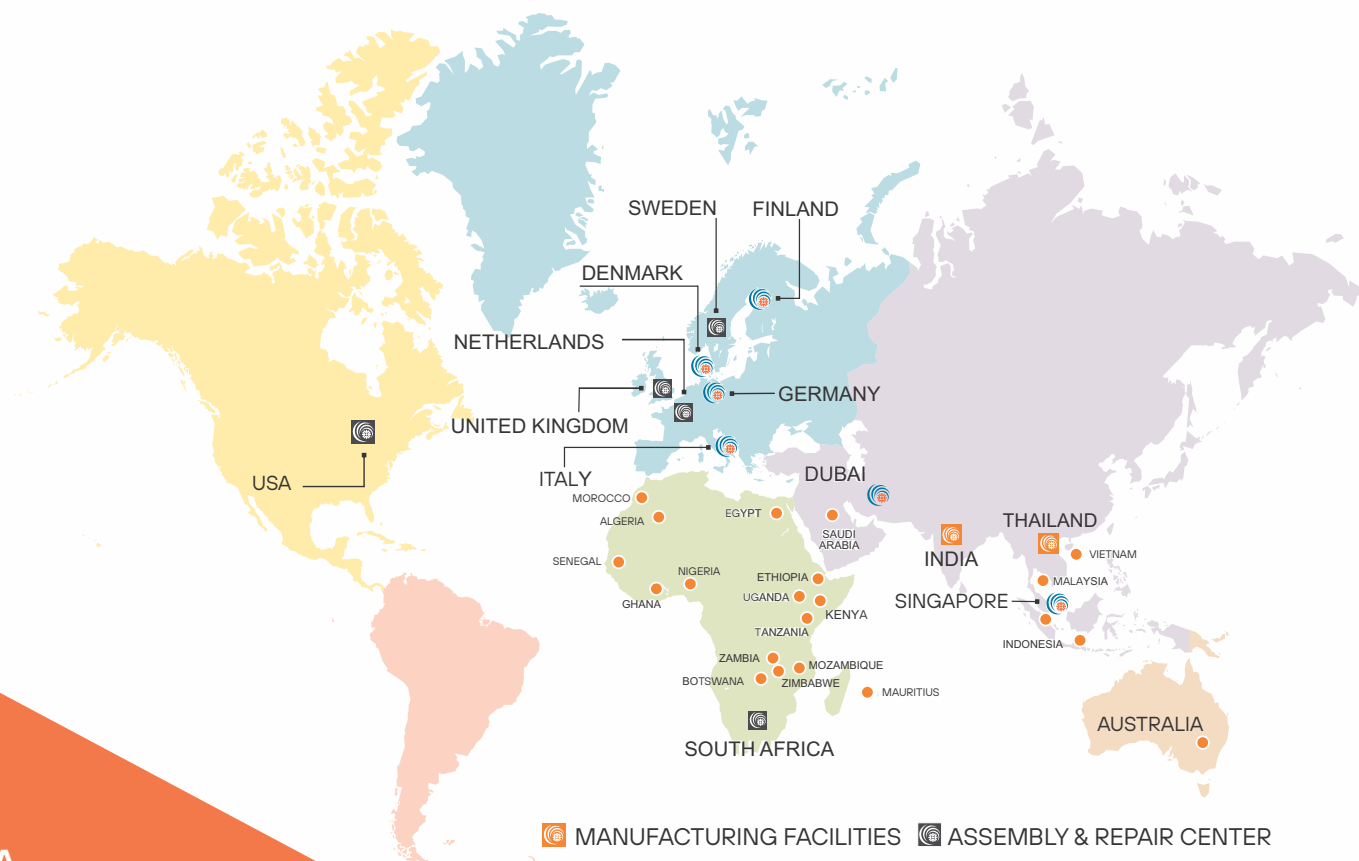 SWEDEN
FINLAND
DENMARK
NETHERLANDS
GERMANY
UNITED KINGDOM
USA
ITALY
DUBAI
MOROCCO
ALGERIA
EGYPT
SAUDI
ARABIA
THAILAND
INDIA
VIETNAM
SENEGAL
NIGERIA
ETHIOPIA
MALAYSIA
GHANA
UGANDA
KENYA
SINGAPORE
TANZANIA
INDONESIA
ZAMBIA
MOZAMBIQUE
BOTSWANA
ZIMBABWE
MAURITIUS
AUSTRALIA
SOUTH AFRICA
MANUFACTURING FACILITIES
ASSEMBLY & REPAIR CENTER